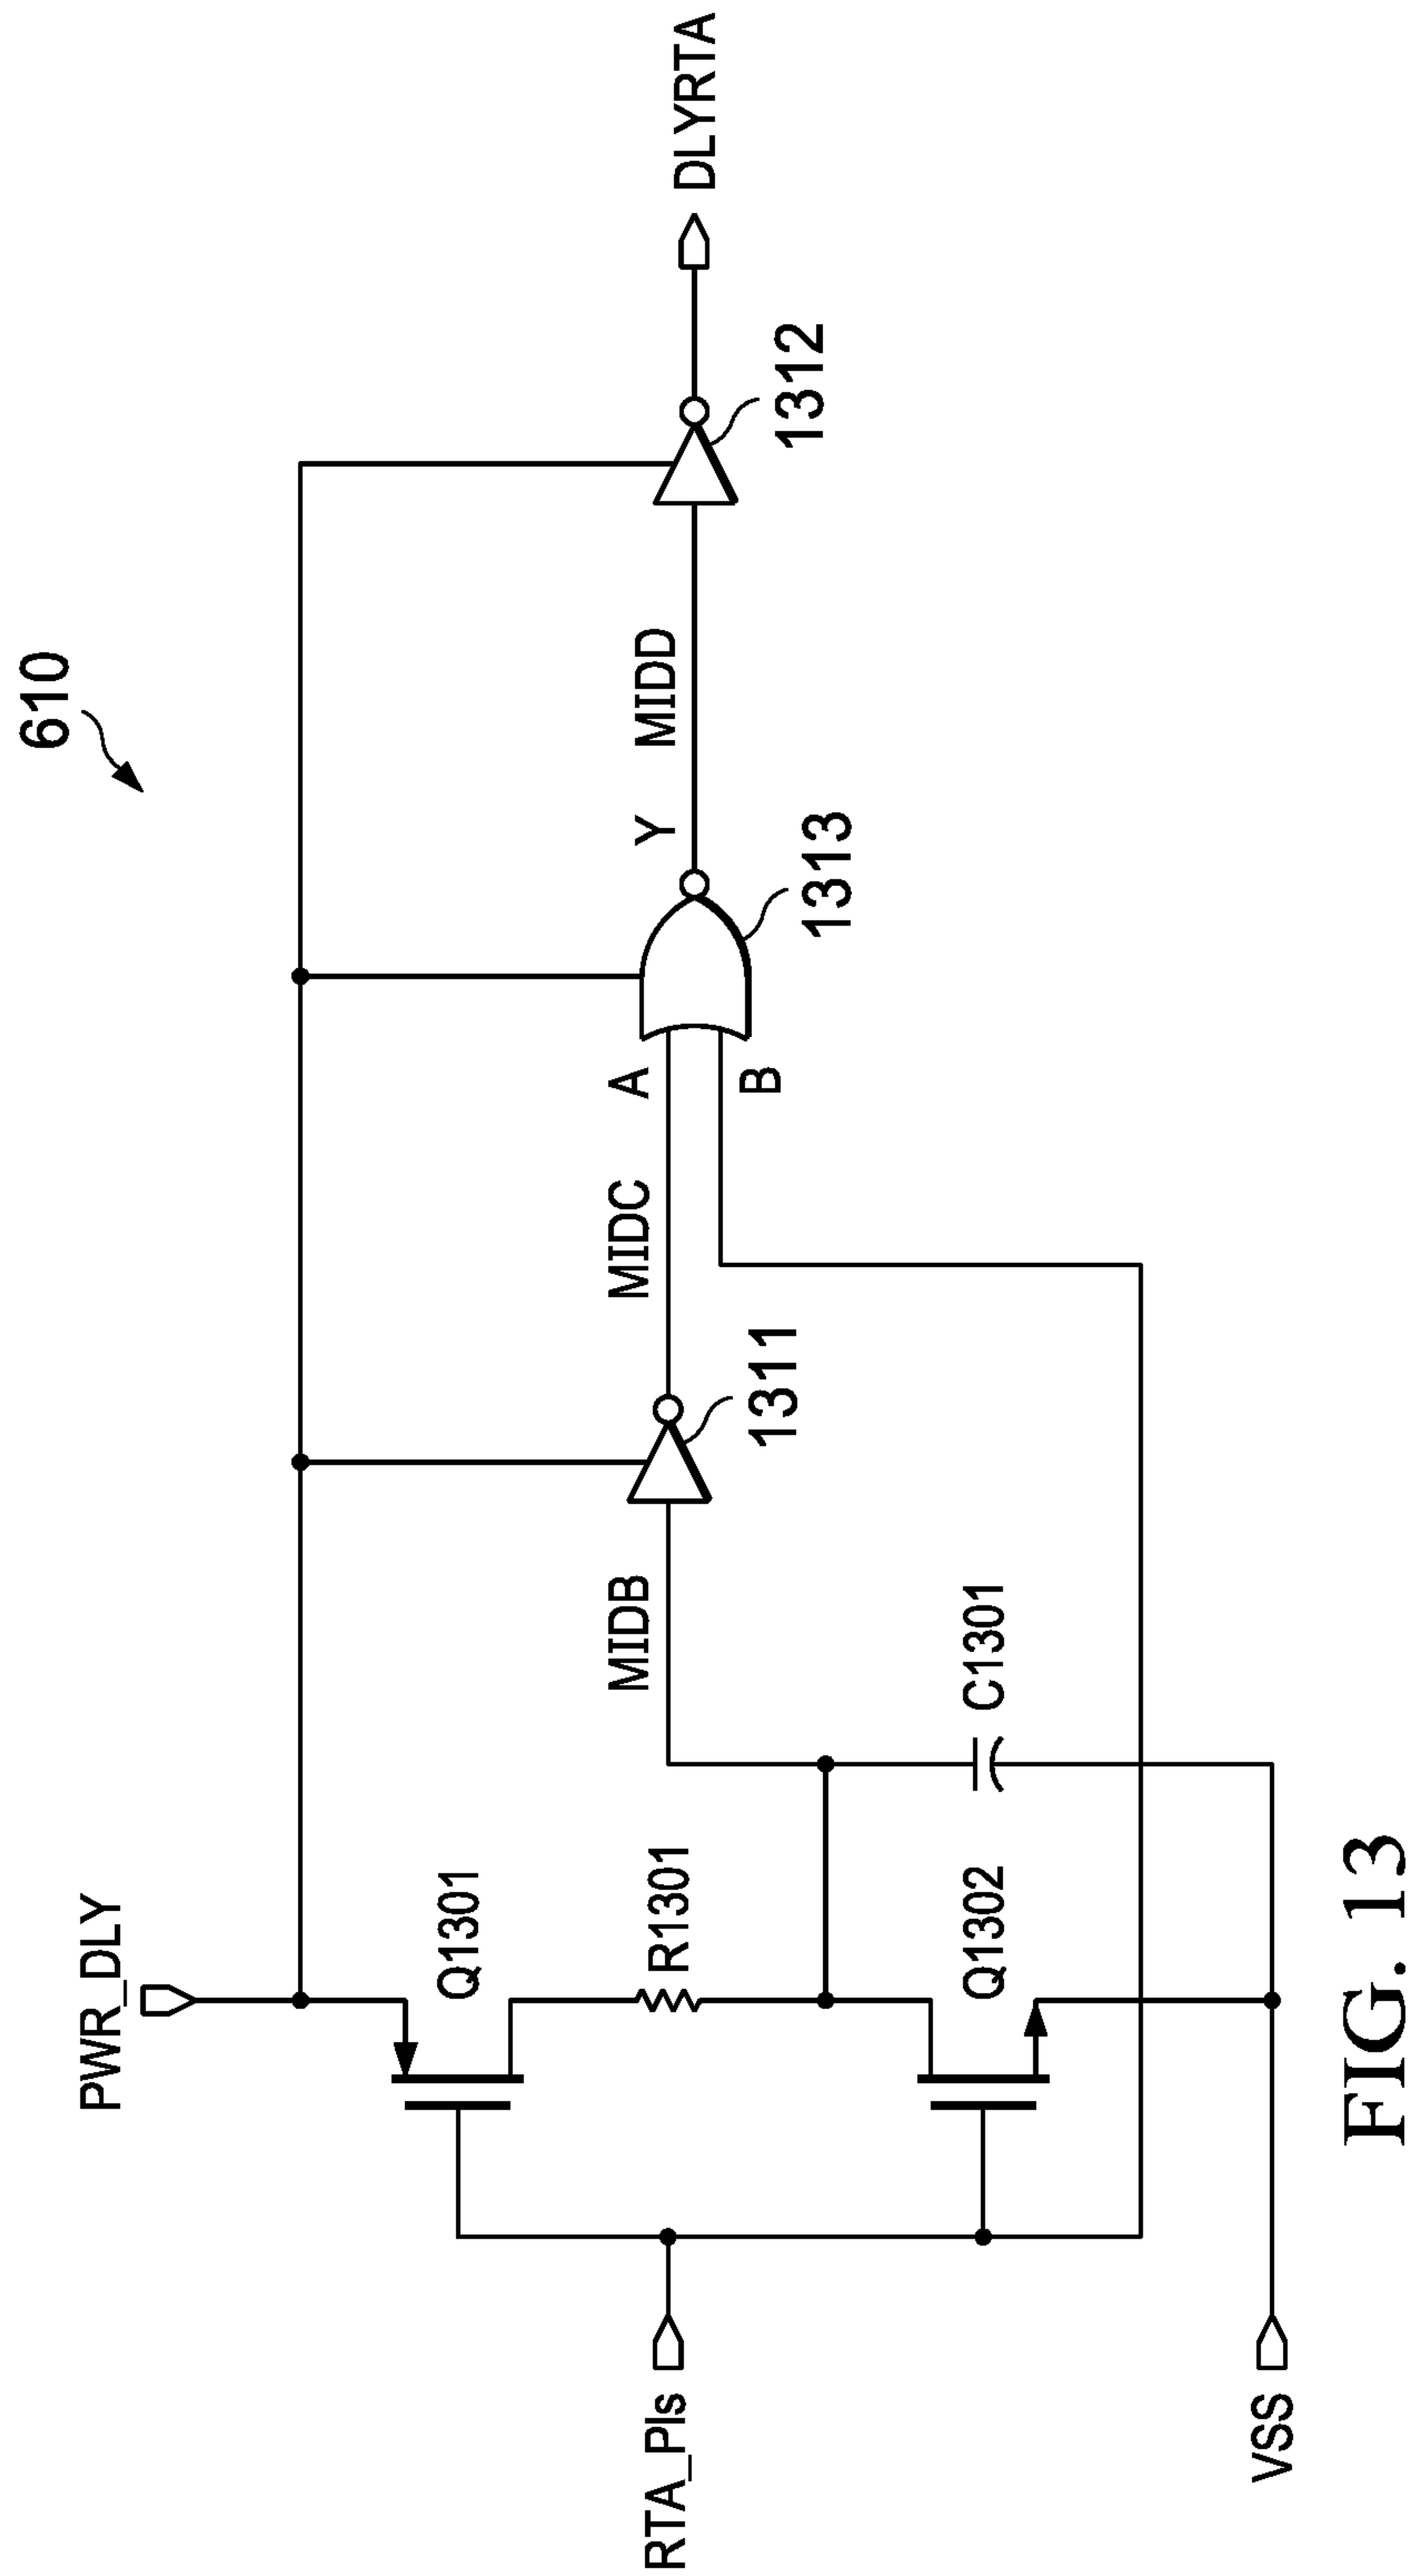 610
PWR_DLY
Q1301
R1301
RTA_Pls
Q1302
C1301
VSS
MIDB
1311
MIDC
A
B
1313
Y
MIDD
1312
DLYRTA
FIG. 13